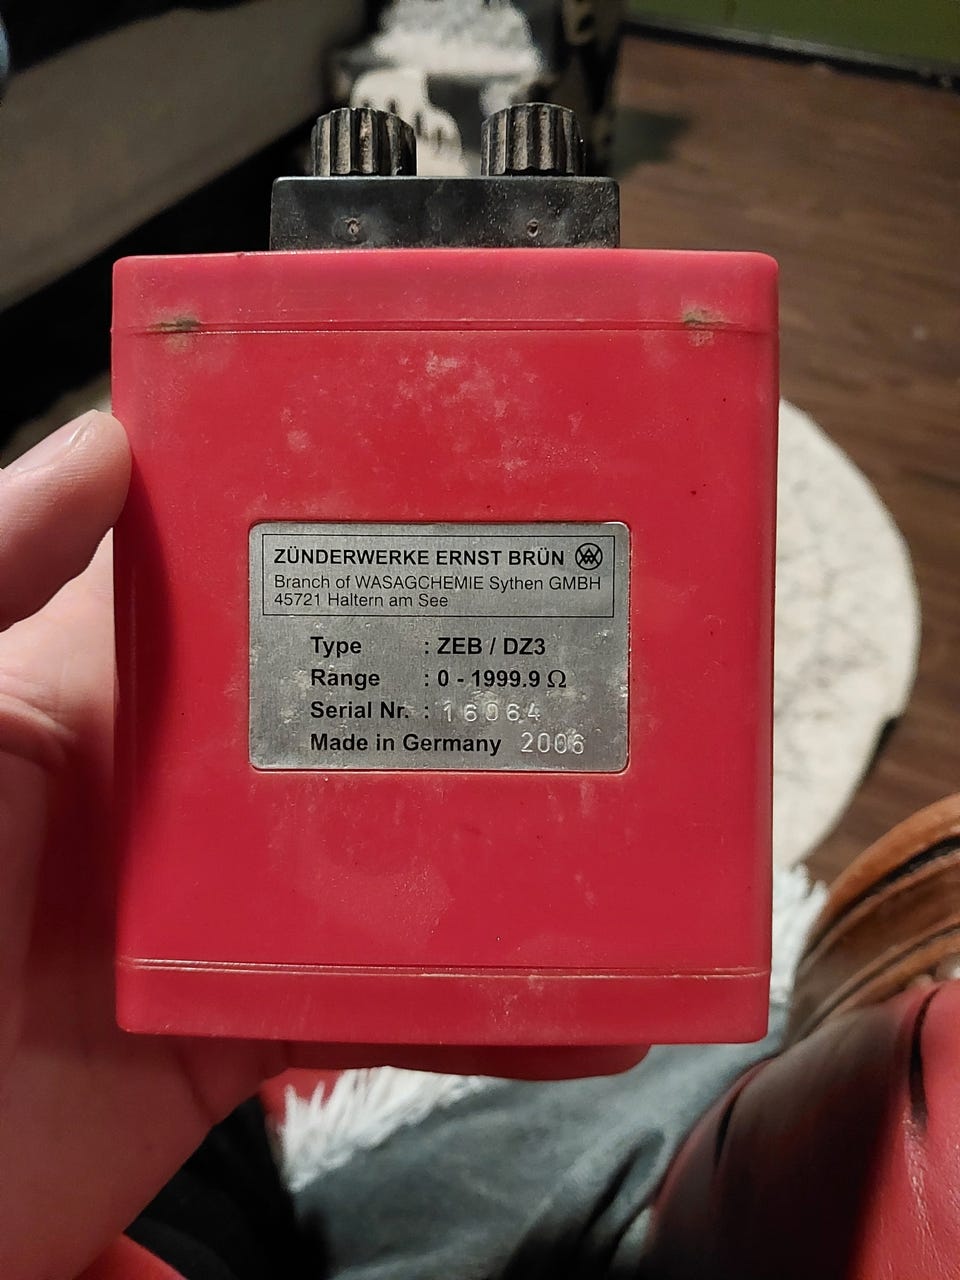 ZÜNDERWERKE ERNST BRÜN
Branch of WASAGCHEMIE Sythen GMBH
45721 Haltern am See
Type : ZEB / DZ3
Range : 0 - 1999.9 Ω
Serial Nr. : 16064
Made in Germany 2006